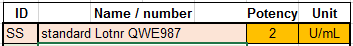 ID Name / number Potency Unit
SS standard Lotnr QWE987 2 U/mL